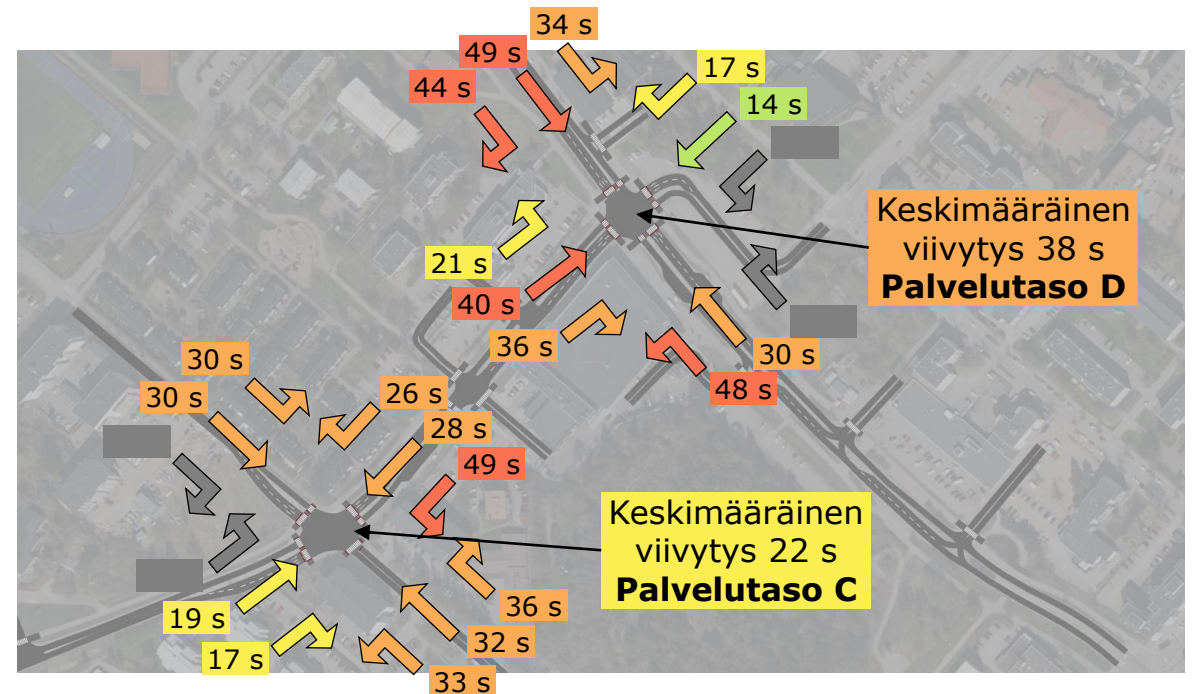 34 s
49 s
17 s
44 s
14 s
Keskimääräinen
viivytys 38 s
Palvelutaso D
21 s
40 s
36 s
30 s
30 s
48 s
30 s
26 s
28 s
49 s
Keskimääräinen
viivytys 22 s
Palvelutaso C
19 s
36 s
17 s
32 s
33 s